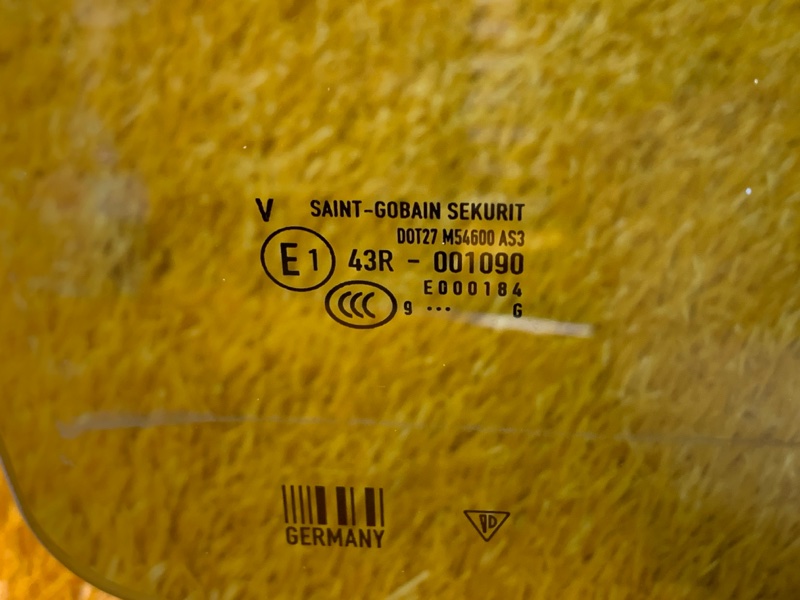 V SAINT-GOBAIN SEKURIT
DOT27 M54600 AS3
E1 43R - 001090
E000184
CCC 9 ··· G
GERMANY